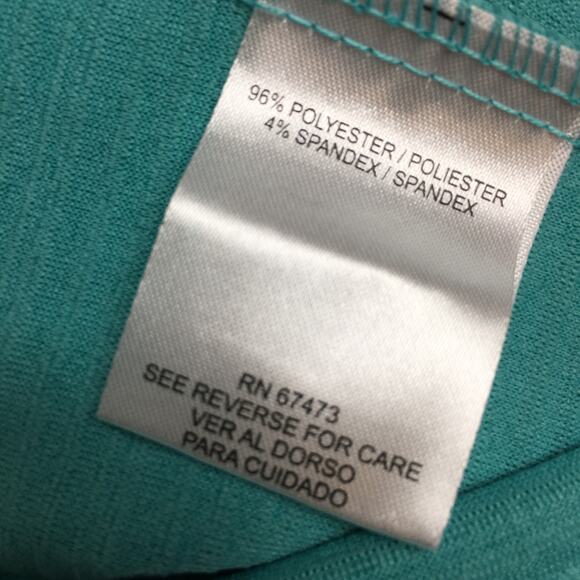 96% POLYESTER / POLIESTER
4% SPANDEX / SPANDEX
RN 67473
SEE REVERSE FOR CARE
VER AL DORSO
PARA CUIDADO